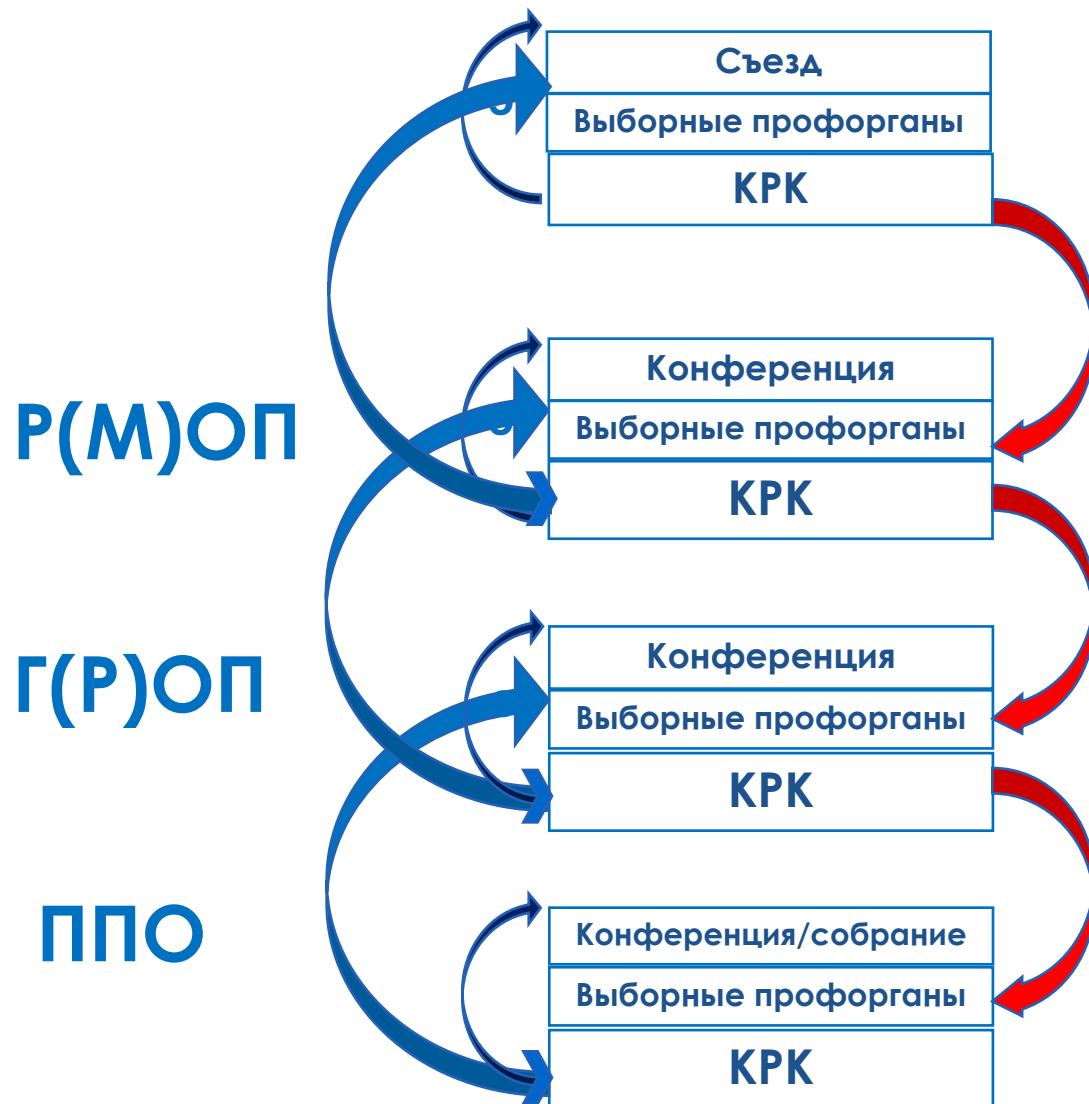 Съезд
Выборные профорганы
КРК
Р(М)ОП
Конференция
Выборные профорганы
КРК
Г(Р)ОП
Конференция
Выборные профорганы
КРК
ППО
Конференция/собрание
Выборные профорганы
КРК